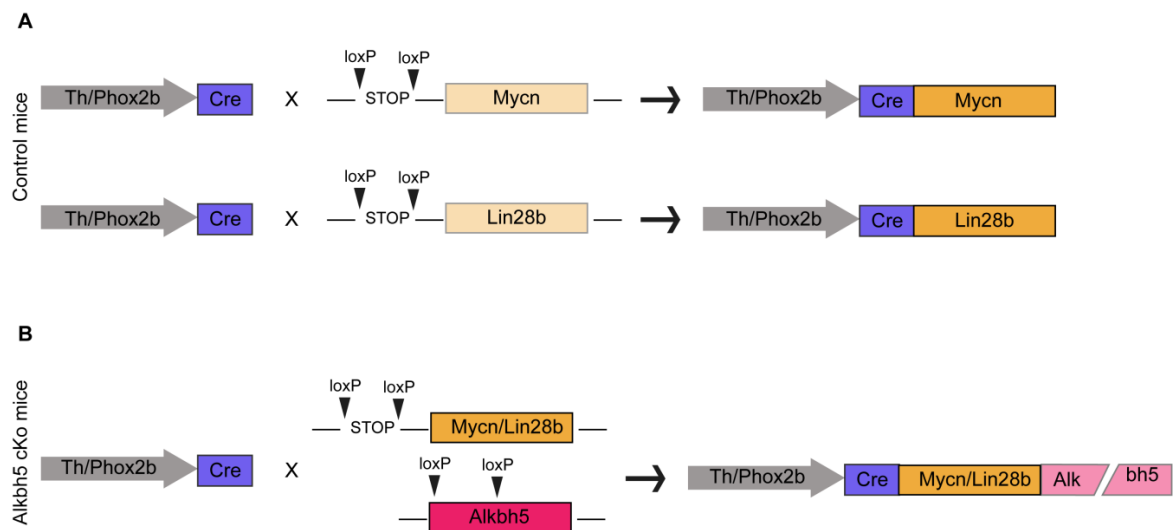 A
Control mice
loxP loxP
Th/Phox2b Cre X STOP Mycn Th/Phox2b Cre Mycn
loxP loxP
Th/Phox2b Cre X STOP Lin28b Th/Phox2b Cre Lin28b
B
Alkbh5 cKo mice
loxP loxP
STOP Mycn/Lin28b
loxP loxP
Th/Phox2b Cre X Th/Phox2b Cre Mycn/Lin28b Alk bh5
Alkbh5